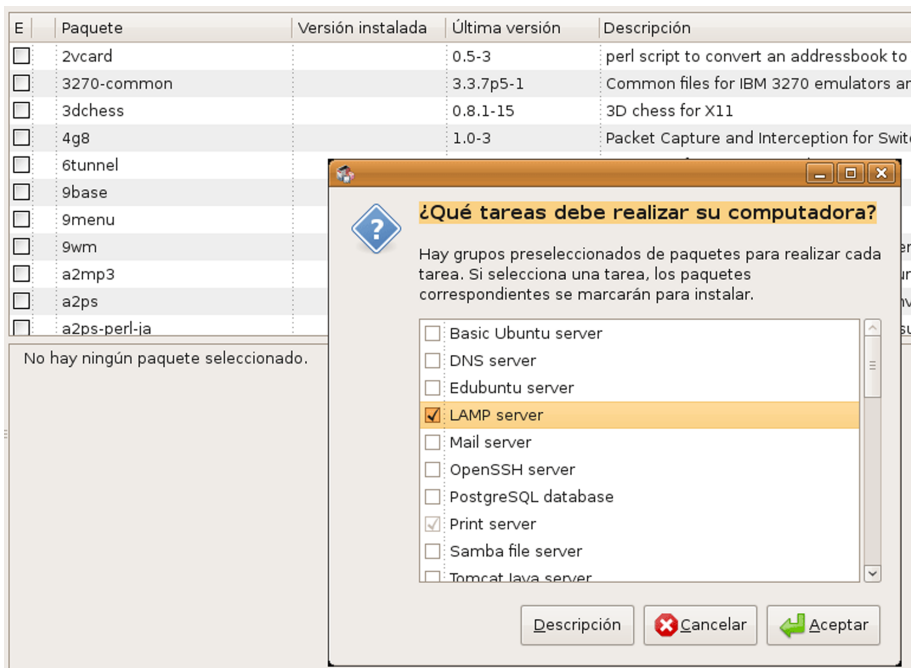 E Paquete Versión instalada Última versión Descripción
2vcard 0.5-3 perl script to convert an addressbook to
3270-common 3.3.7p5-1 Common files for IBM 3270 emulators
3dchess 0.8.1-15 3D chess for X11
4g8 1.0-3 Packet Capture and Interception for
6tunnel
9base
9menu
9wm
a2mp3
a2ps
a2ps-perl-ja
No hay ningún paquete seleccionado.
¿Qué tareas debe realizar su computadora?
Hay grupos preseleccionados de paquetes para realizar cada
tarea. Si selecciona una tarea, los paquetes
correspondientes se marcarán para instalar.
Basic Ubuntu server
DNS server
Edubuntu server
LAMP server
Mail server
OpenSSH server
PostgreSQL database
Print server
Samba file server
Tomcat Java server
Descripción Cancelar Aceptar